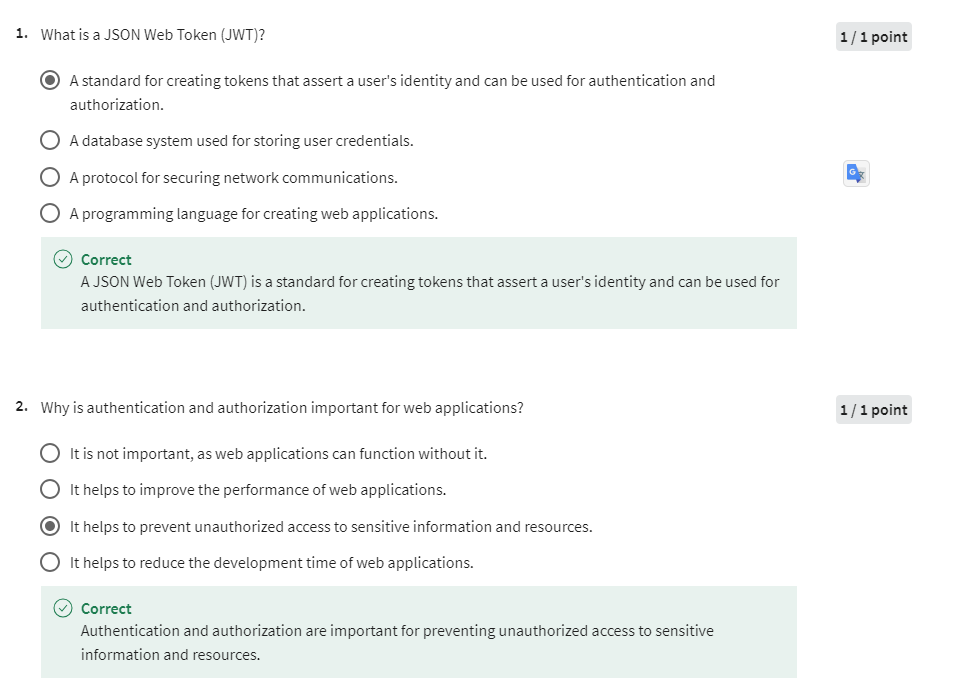 1. What is a JSON Web Token (JWT)?
1 / 1 point
A standard for creating tokens that assert a user's identity and can be used for authentication and
authorization.
A database system used for storing user credentials.
A protocol for securing network communications.
A programming language for creating web applications.
Correct
A JSON Web Token (JWT) is a standard for creating tokens that assert a user's identity and can be used for
authentication and authorization.
2. Why is authentication and authorization important for web applications?
1 / 1 point
It is not important, as web applications can function without it.
It helps to improve the performance of web applications.
It helps to prevent unauthorized access to sensitive information and resources.
It helps to reduce the development time of web applications.
Correct
Authentication and authorization are important for preventing unauthorized access to sensitive
information and resources.